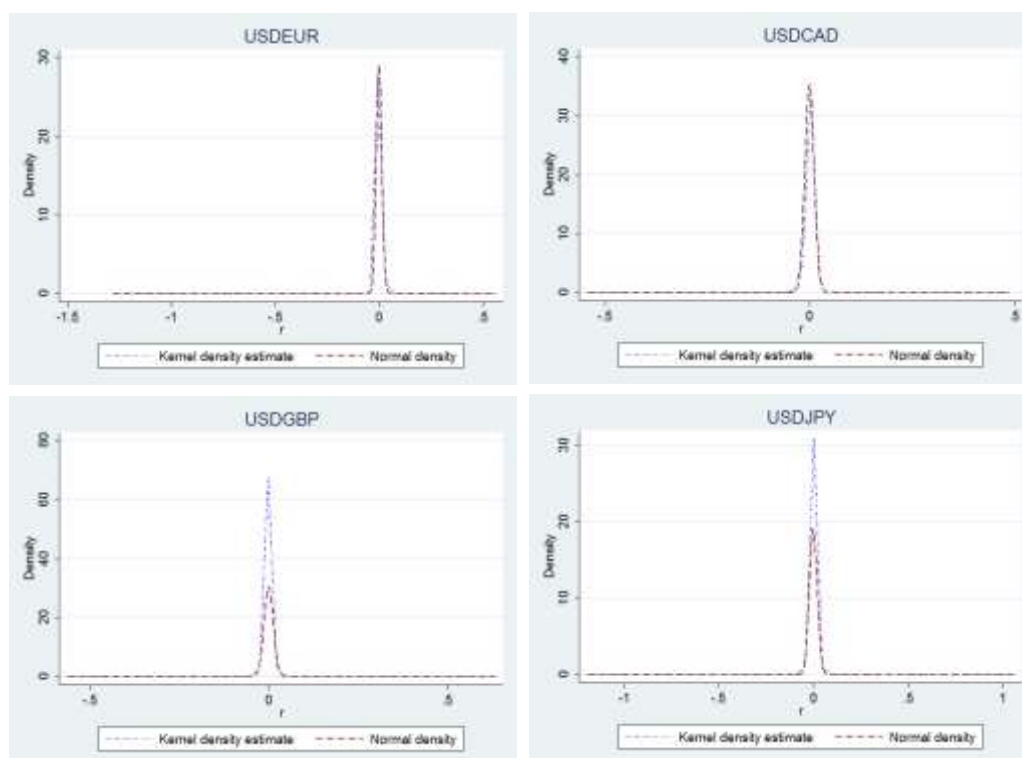 USDEUR
Density
0
10
20
30
-1.5
-1
-.5
0
.5
r
Kernel density estimate
Normal density
USDCAD
Density
0
10
20
30
40
-.5
0
.5
r
Kernel density estimate
Normal density
USDGBP
Density
0
20
40
60
80
-.5
0
.5
r
Kernel density estimate
Normal density
USDJPY
Density
0
10
20
30
-1
-.5
0
.5
1
r
Kernel density estimate
Normal density